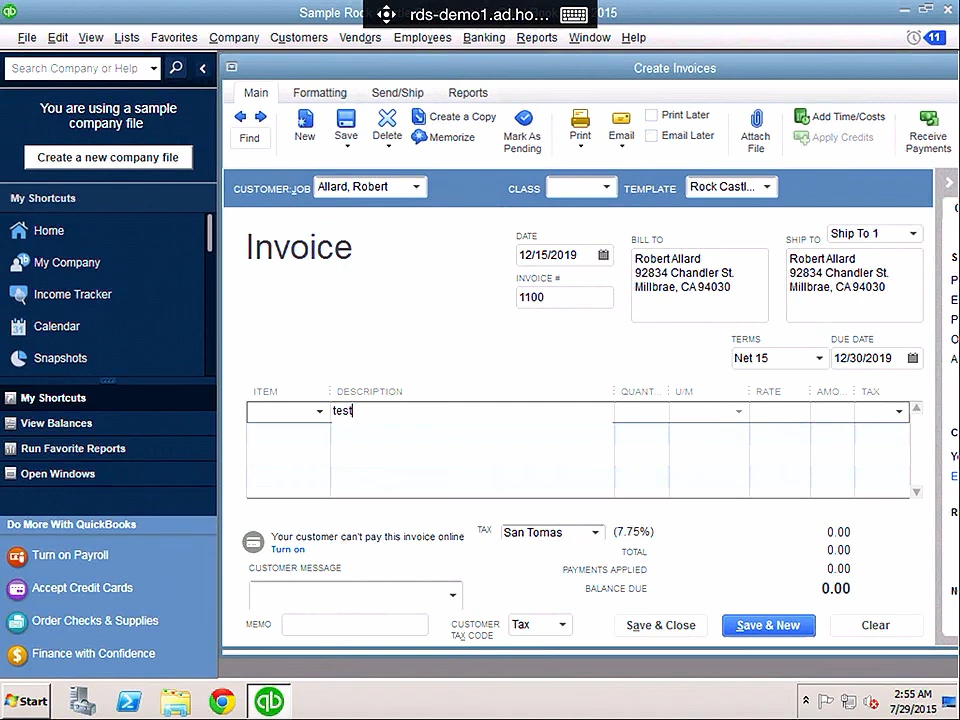 Sample Rock
rds-demo1.ad.ho...
2015
File Edit View Lists Favorites Company Customers Vendors Employees Banking Reports Window Help
11
Search Company or Help
You are using a sample
company file
Create a new company file
My Shortcuts
Home
My Company
Income Tracker
31
Calendar
Snapshots
My Shortcuts
View Balances
Run Favorite Reports
Open Windows
Do More With QuickBooks
Turn on Payroll
Accept Credit Cards
Order Checks & Supplies
Finance with Confidence
Create Invoices
Main Formatting Send/Ship Reports
Find
New
Save
Delete
Create a Copy
Memorize
Mark As
Pending
Print
Email
Print Later
Email Later
Attach
File
Add Time/Costs
Apply Credits
Receive
Payments
CUSTOMER:JOB Allard, Robert
CLASS
TEMPLATE Rock Castl...
Invoice
DATE
12/15/2019
INVOICE #
1100
BILL TO
Robert Allard
92834 Chandler St.
Millbrae, CA 94030
SHIP TO Ship To 1
Robert Allard
92834 Chandler St.
Millbrae, CA 94030
TERMS
Net 15
DUE DATE
12/30/2019
ITEM DESCRIPTION QUANT... U/M RATE AMO... TAX
test
Your customer can't pay this invoice online
Turn on
CUSTOMER MESSAGE
TAX San Tomas (7.75%) 0.00
TOTAL 0.00
PAYMENTS APPLIED 0.00
BALANCE DUE 0.00
MEMO
CUSTOMER
TAX CODE
Tax
Save & Close
Save & New
Clear
Start
2:55 AM
7/29/2015